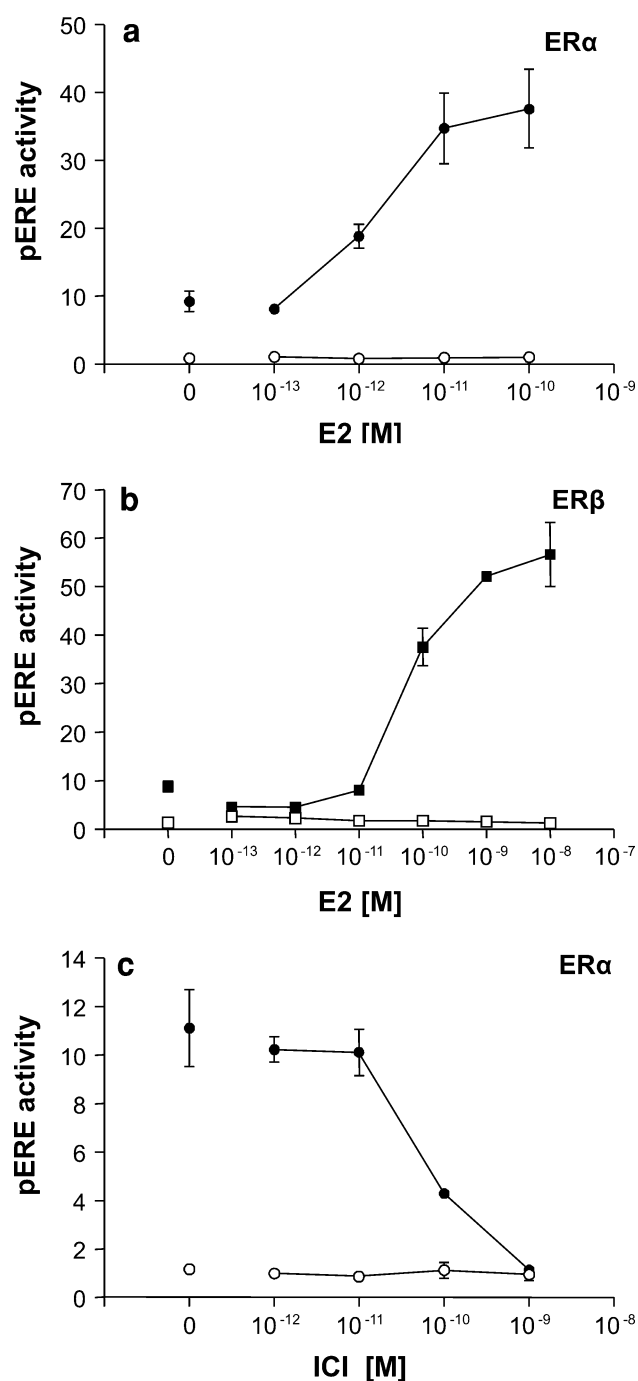 a
ERα
50
40
30
20
10
0
pERE activity
0 10⁻¹³ 10⁻¹² 10⁻¹¹ 10⁻¹⁰ 10⁻⁹
E2 [M]
b
ERβ
70
60
50
40
30
20
10
0
pERE activity
0 10⁻¹³ 10⁻¹² 10⁻¹¹ 10⁻¹⁰ 10⁻⁹ 10⁻⁸ 10⁻⁷
E2 [M]
c
ERα
14
12
10
8
6
4
2
0
pERE activity
0 10⁻¹² 10⁻¹¹ 10⁻¹⁰ 10⁻⁹ 10⁻⁸
ICI [M]